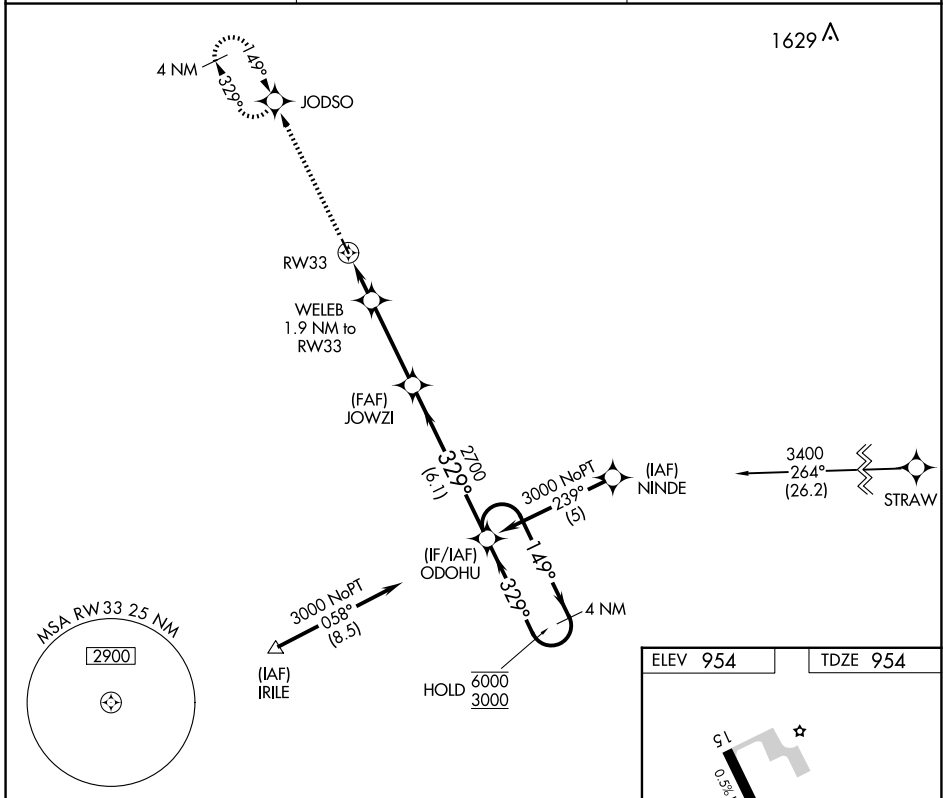 1629
4 NM
149°
329°
JODSO
RW33
WELEB
1.9 NM to
RW33
(FAF)
JOWZI
2700
329°
(6.1)
3000 NoPT
239°
(5)
(IAF)
NINDE
3400
264°
(26.2)
STRAW
(IF/IAF)
ODOHU
149°
329°
4 NM
3000 NoPT
058°
(8.5)
(IAF)
IRILE
HOLD 6000
3000
MSA RW 33 25 NM
2900
ELEV 954
TDZE 954
15
0.5%